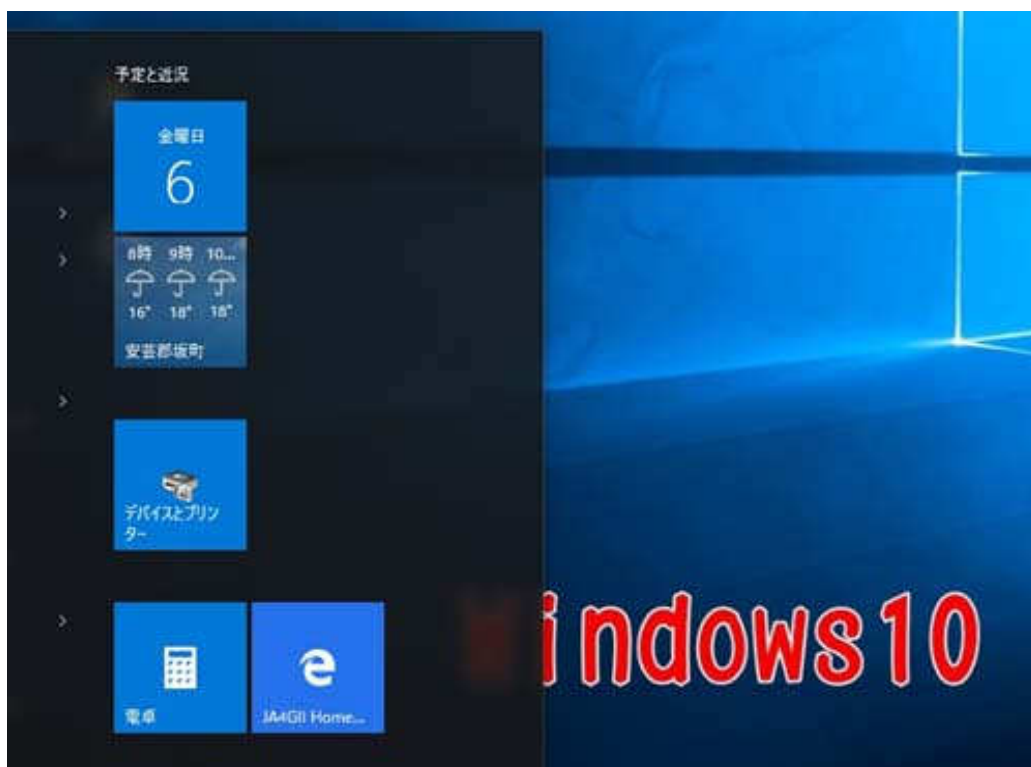 予定と近況
金曜日
6
8時 9時 10...
16° 18° 18°
安芸郡坂町
デバイスとプリン
ター
電卓
JA4GII Home...
indows10